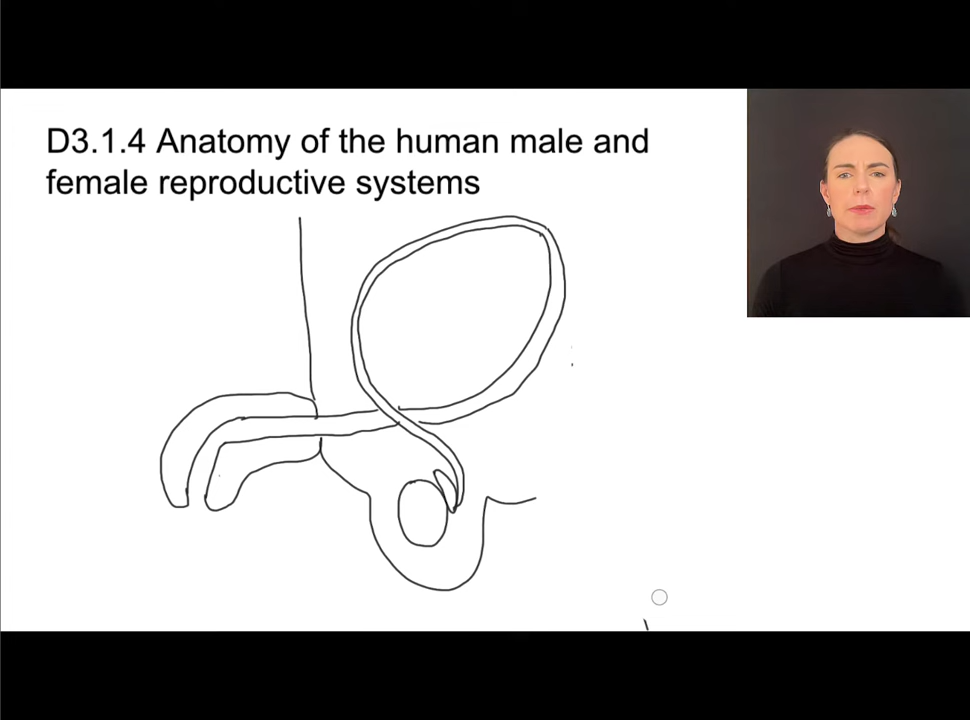 D3.1.4 Anatomy of the human male and
female reproductive systems